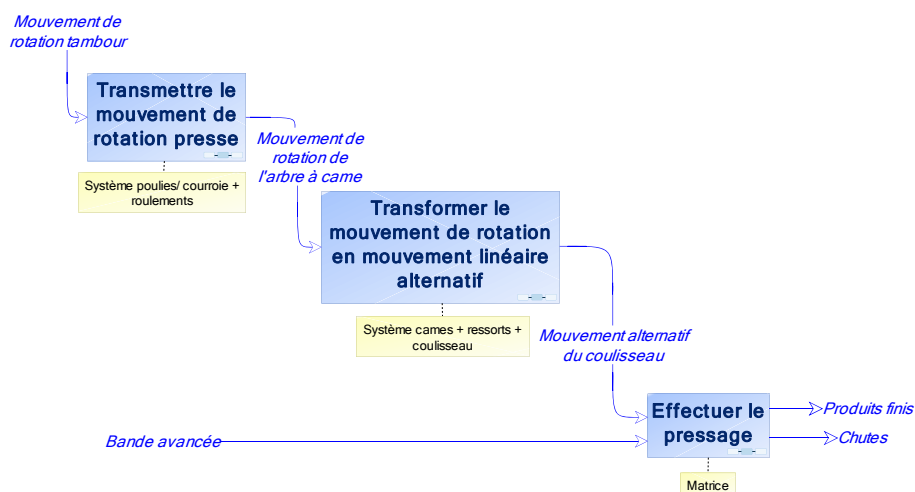 Mouvement de
rotation tambour
Transmettre le
mouvement de
rotation presse
Système poulies/ courroie +
roulements
Mouvement de
rotation de
l'arbre à came
Transformer le
mouvement de rotation
en mouvement linéaire
alternatif
Système cames + ressorts +
coulisseau
Mouvement alternatif
du coulisseau
Effectuer le
pressage
Produits finis
Chutes
Bande avancée
Matrice